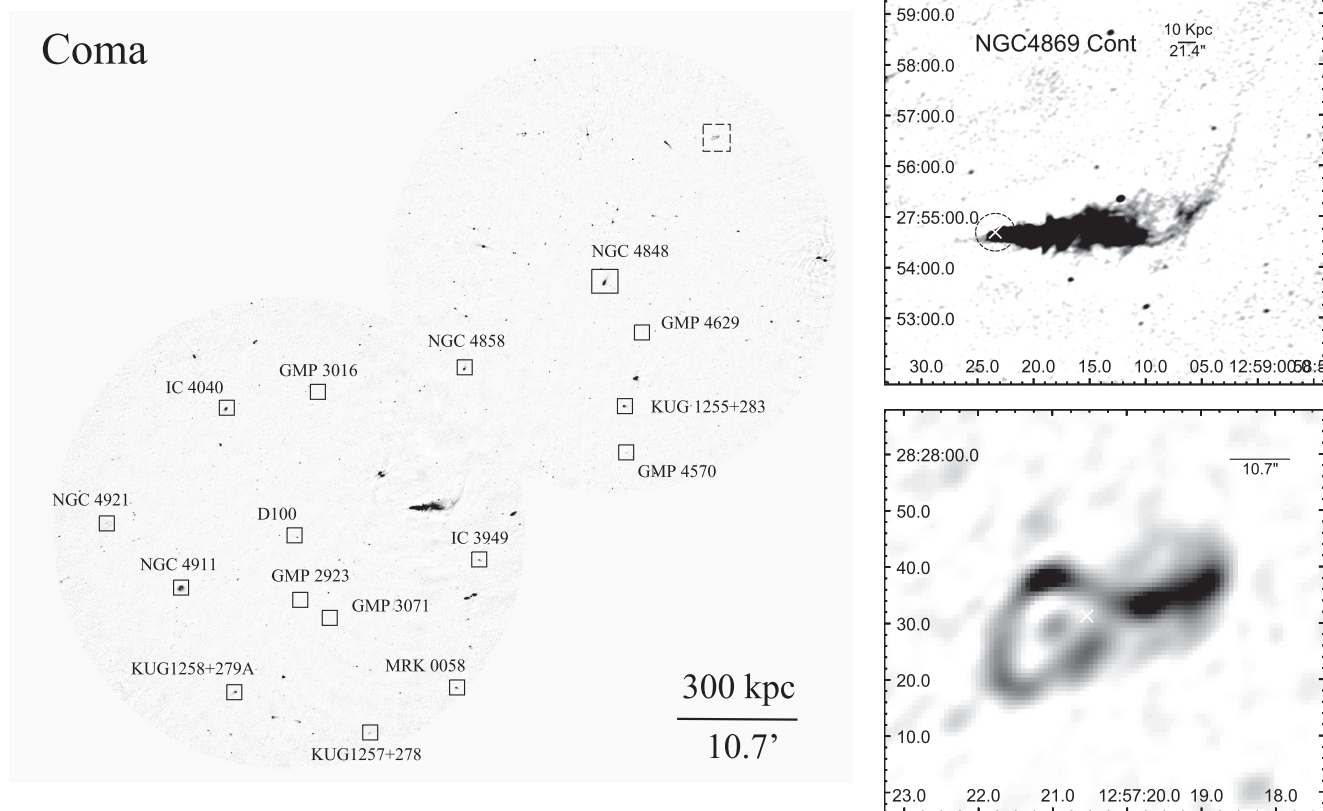 Coma
NGC 4848
GMP 4629
NGC 4858
GMP 3016
IC 4040
KUG 1255+283
GMP 4570
NGC 4921
D100
IC 3949
NGC 4911
GMP 2923
GMP 3071
KUG1258+279A
MRK 0058
KUG1257+278
300 kpc
10.7’
59:00.0
NGC4869 Cont
10 Kpc
21.4"
58:00.0
57:00.0
56:00.0
27:55:00.0
54:00.0
53:00.0
30.0 25.0 20.0 15.0 10.0 05.0 12:59:00.0
28:28:00.0
10.7"
50.0
40.0
30.0
20.0
10.0
23.0 22.0 21.0 12:57:20.0 19.0 18.0